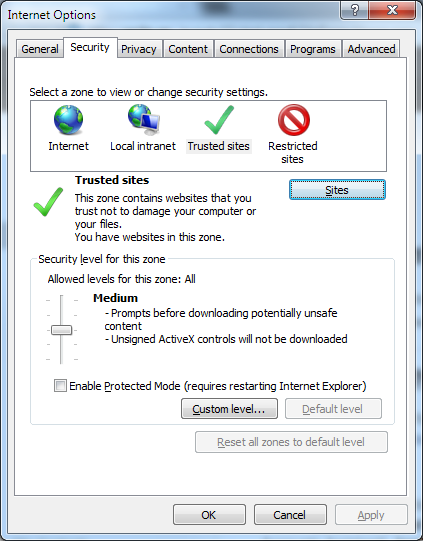 Internet Options
?
General Security Privacy Content Connections Programs Advanced
Select a zone to view or change security settings.
Internet Local intranet Trusted sites Restricted
sites
Trusted sites
Sites
This zone contains websites that you
trust not to damage your computer or
your files.
You have websites in this zone.
Security level for this zone
Allowed levels for this zone: All
Medium
- Prompts before downloading potentially unsafe
content
- Unsigned ActiveX controls will not be downloaded
Enable Protected Mode (requires restarting Internet Explorer)
Custom level... Default level
Reset all zones to default level
OK Cancel Apply